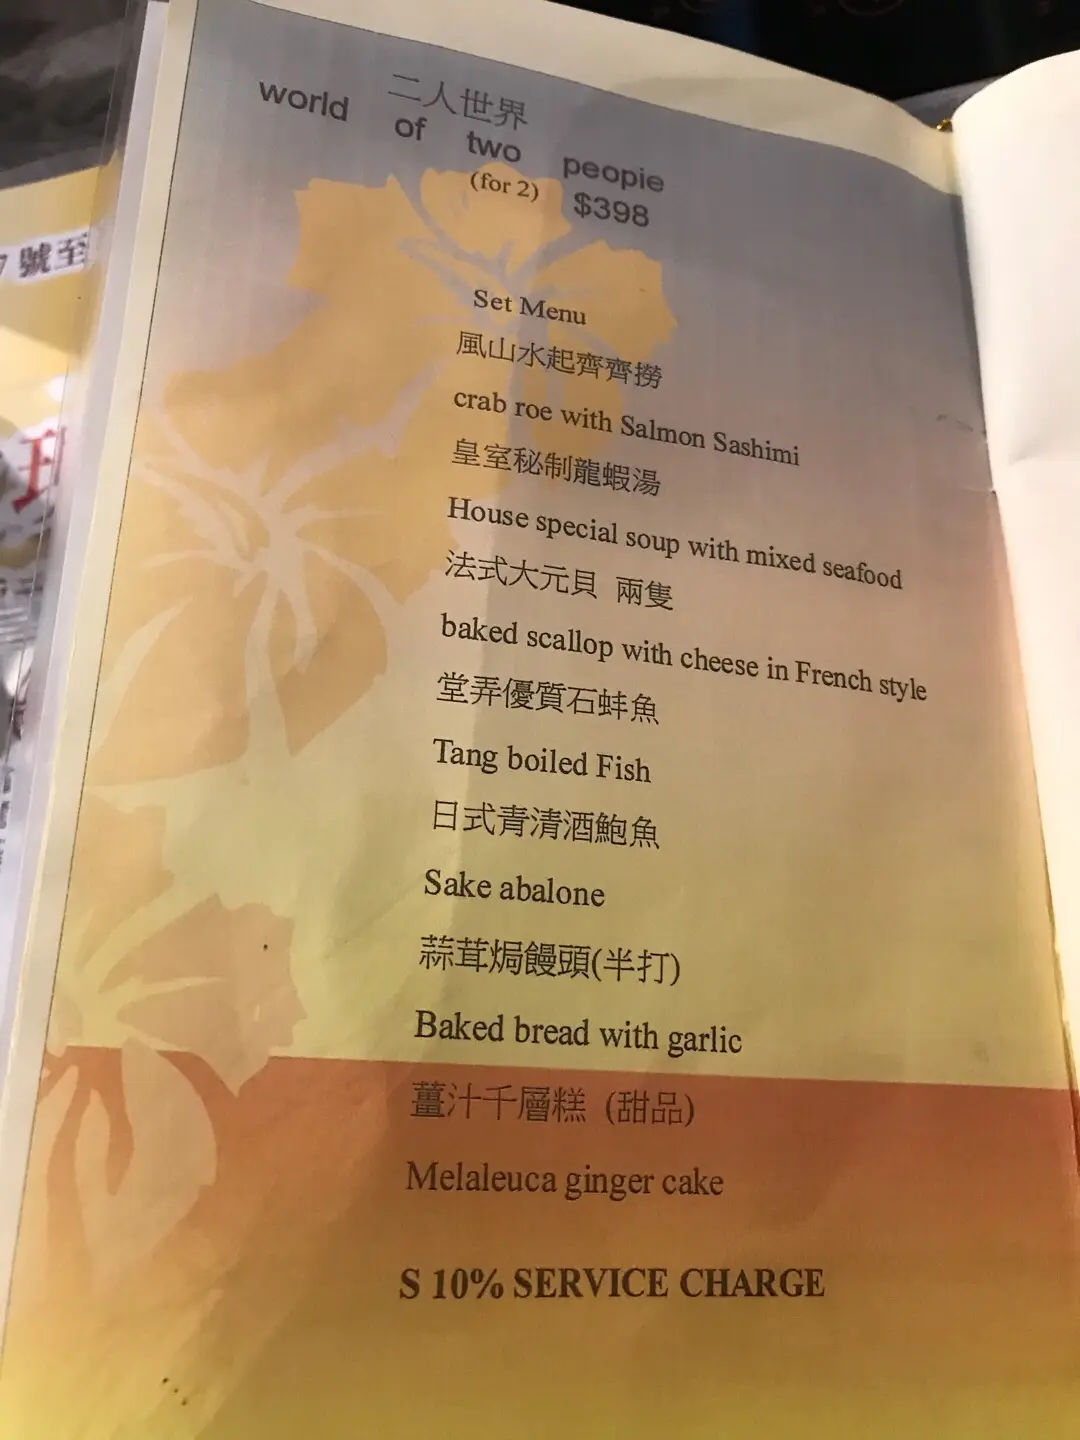 二人世界
world of two peopie
(for 2) $398
Set Menu
風山水起齊齊撈
crab roe with Salmon Sashimi
皇室秘制龍蝦湯
House special soup with mixed seafood
法式大元貝 兩隻
baked scallop with cheese in French style
堂弄優質石蚌魚
Tang boiled Fish
日式青清酒鮑魚
Sake abalone
蒜茸焗饅頭(半打)
Baked bread with garlic
薑汁千層糕 (甜品)
Melaleuca ginger cake
S 10% SERVICE CHARGE
號至